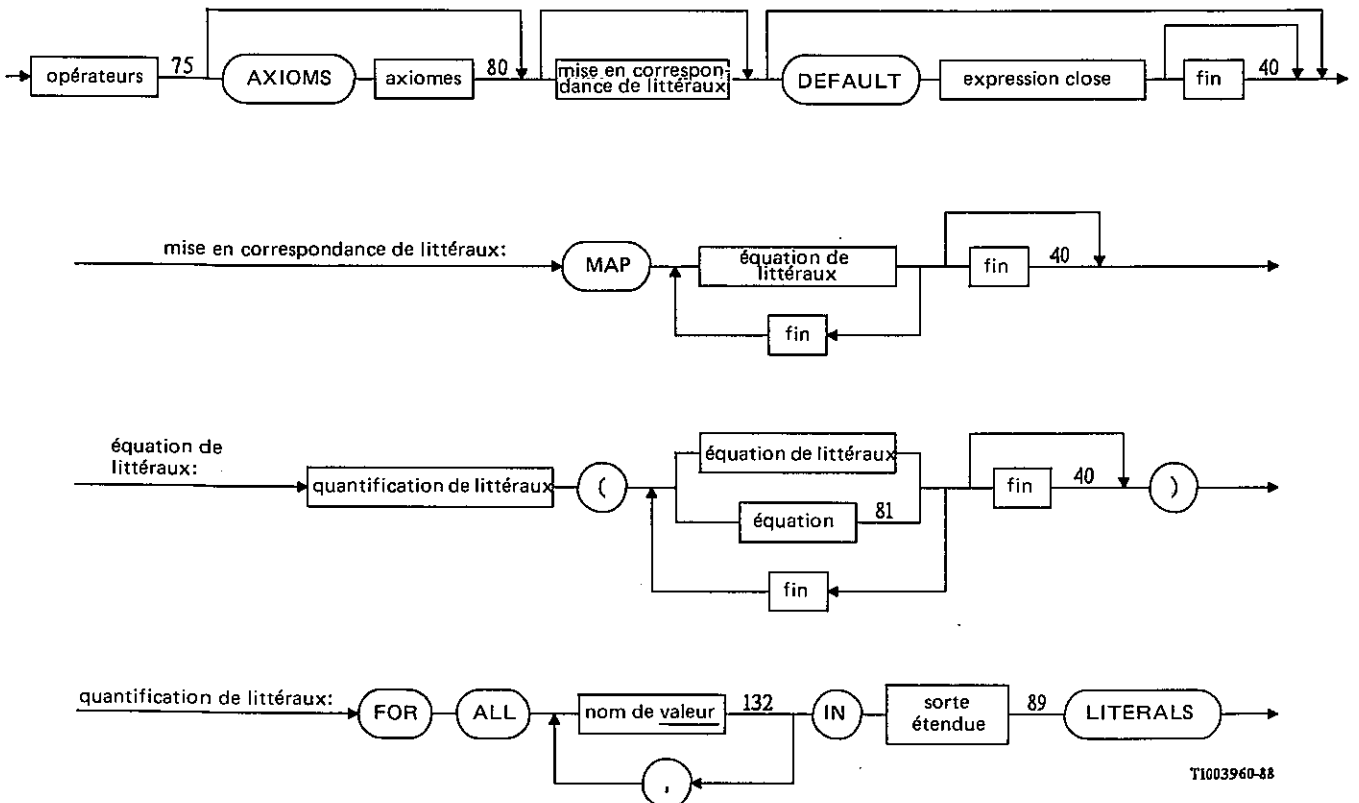 opérateurs 75 AXIOMS axiomes 80 mise en correspon-
dance de littéraux DEFAULT expression close fin 40
mise en correspondance de littéraux: MAP équation de
littéraux fin 40
fin
équation de
littéraux: quantification de littéraux ( équation de littéraux fin 40 )
équation 81
fin
quantification de littéraux: FOR ALL nom de valeur 132 IN sorte
étendue 89 LITERALS
,
T1003960-88